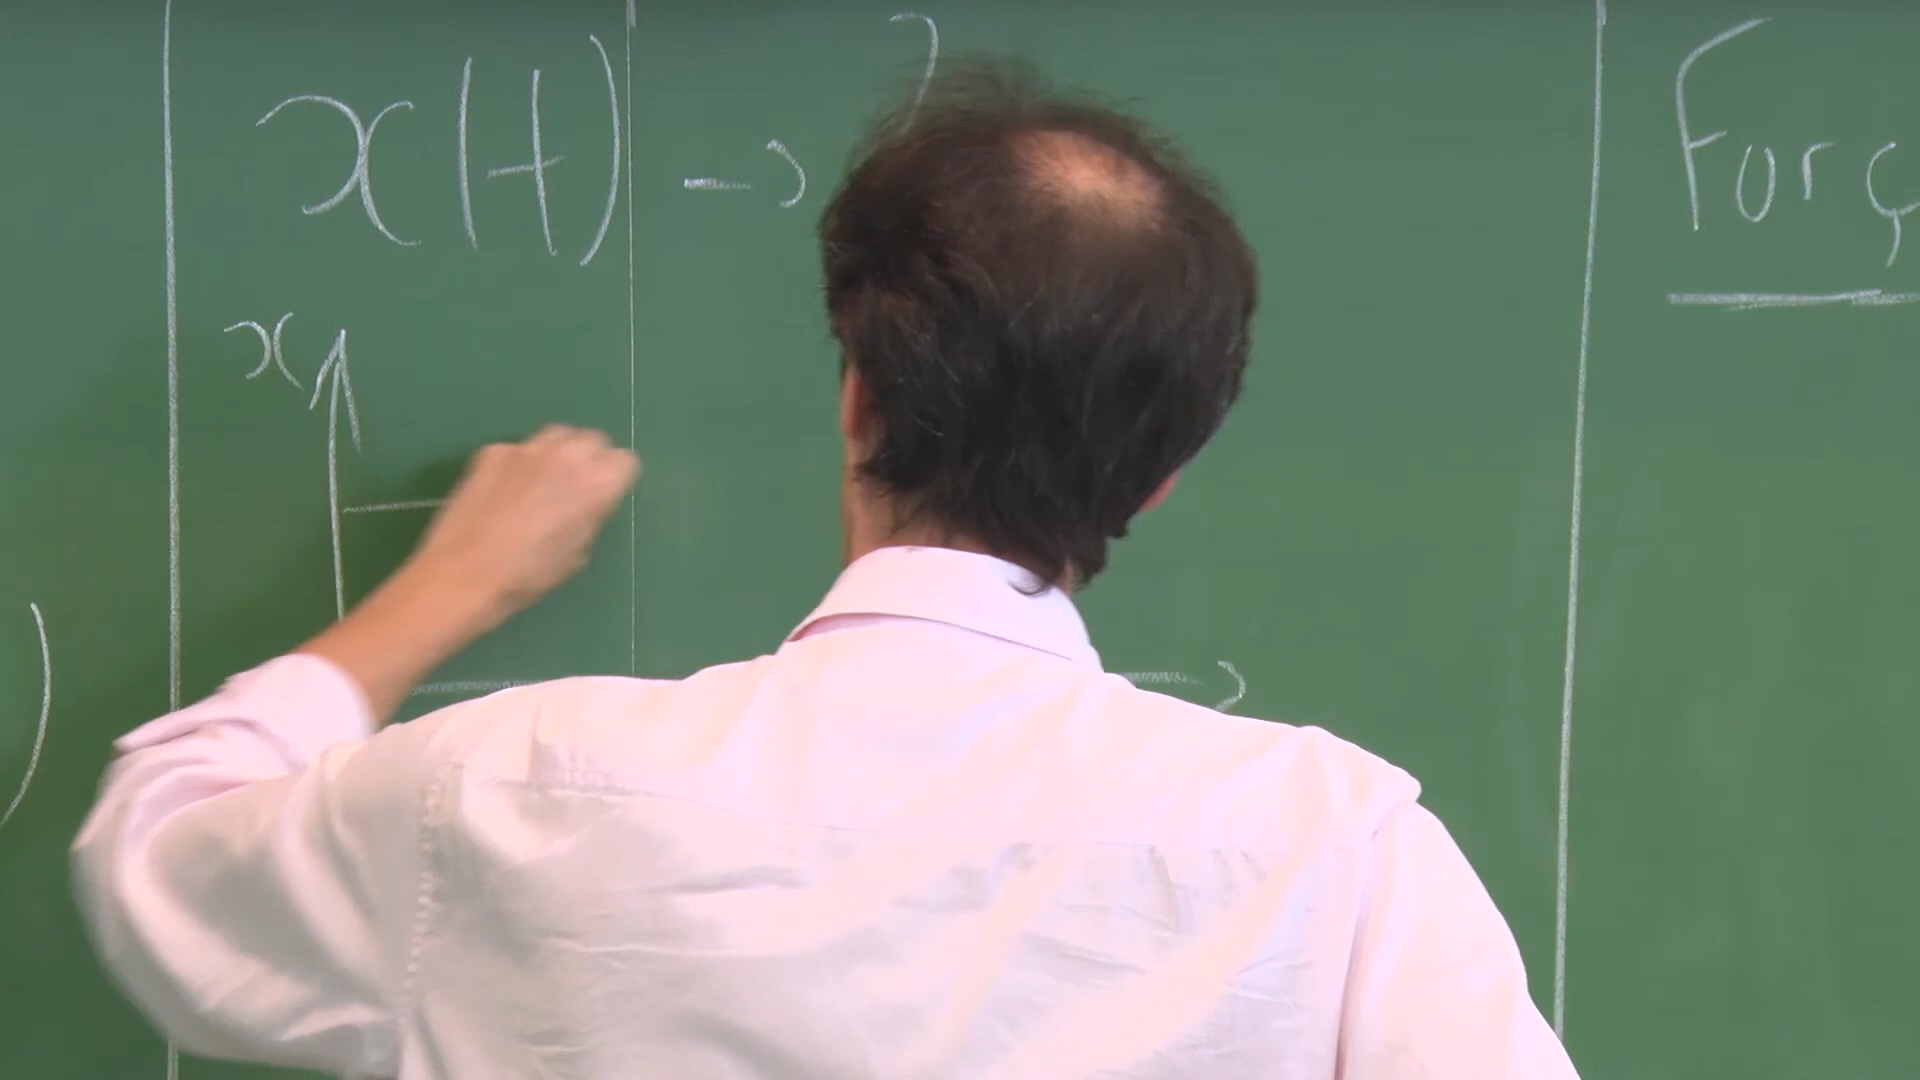 x(t) →
Forç
x